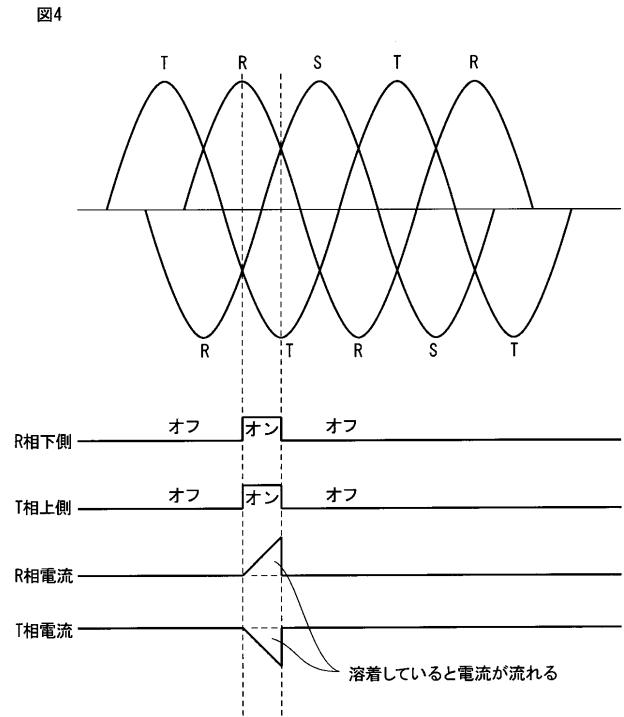 図4
T R S T R
R T R S T
オフ オン オフ
R相下側
オフ オン オフ
T相上側
R相電流
T相電流
溶着していると電流が流れる